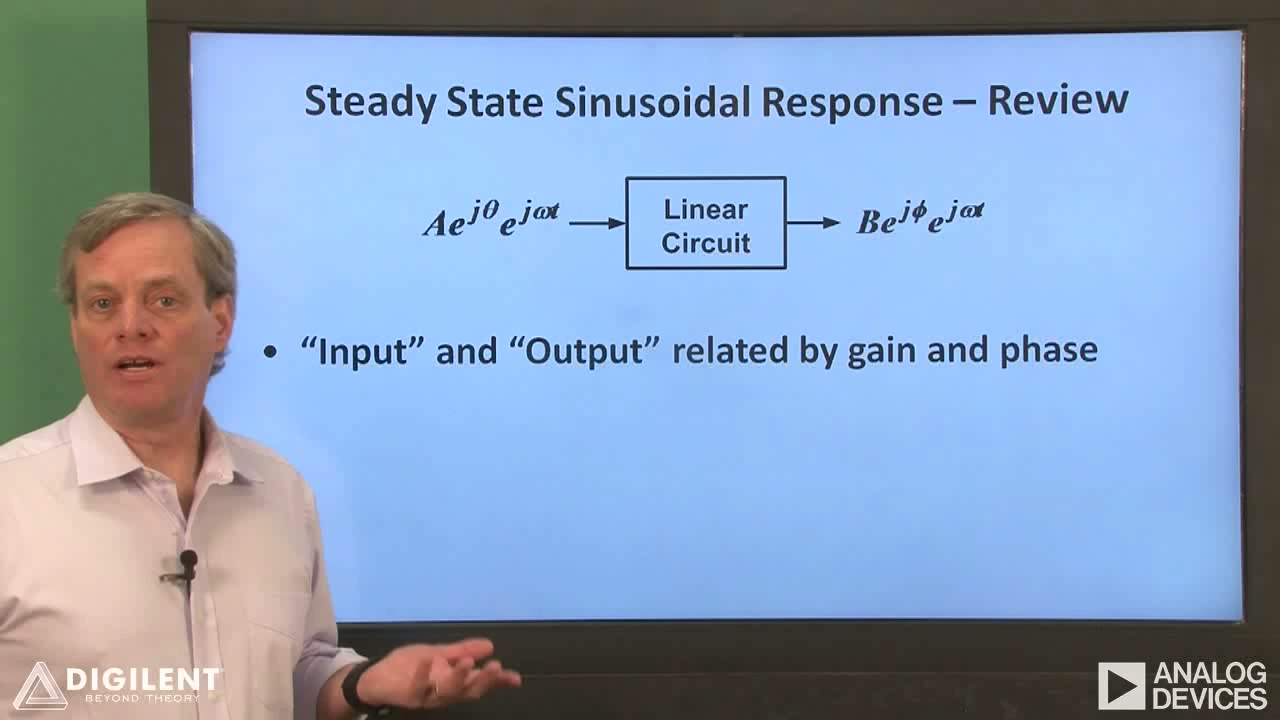 Steady State Sinusoidal Response – Review
Ae^{jθ}e^{jωt}
Linear
Circuit
Be^{jϕ}e^{jωt}
• “Input” and “Output” related by gain and phase
DIGILENT
BEYOND THEORY
ANALOG
DEVICES